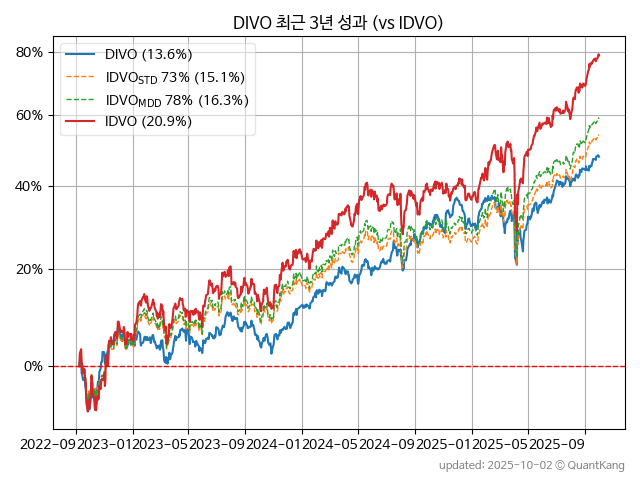 DIVO 최근 3년 성과 (vs IDVO)
80%
60%
40%
20%
0%
DIVO (13.6%)
IDVO_STD 73% (15.1%)
IDVO_MDD 78% (16.3%)
IDVO (20.9%)
2022-09 2023-01 2023-05 2023-09 2024-01 2024-05 2024-09 2025-01 2025-05 2025-09
updated: 2025-10-02 © QuantKang